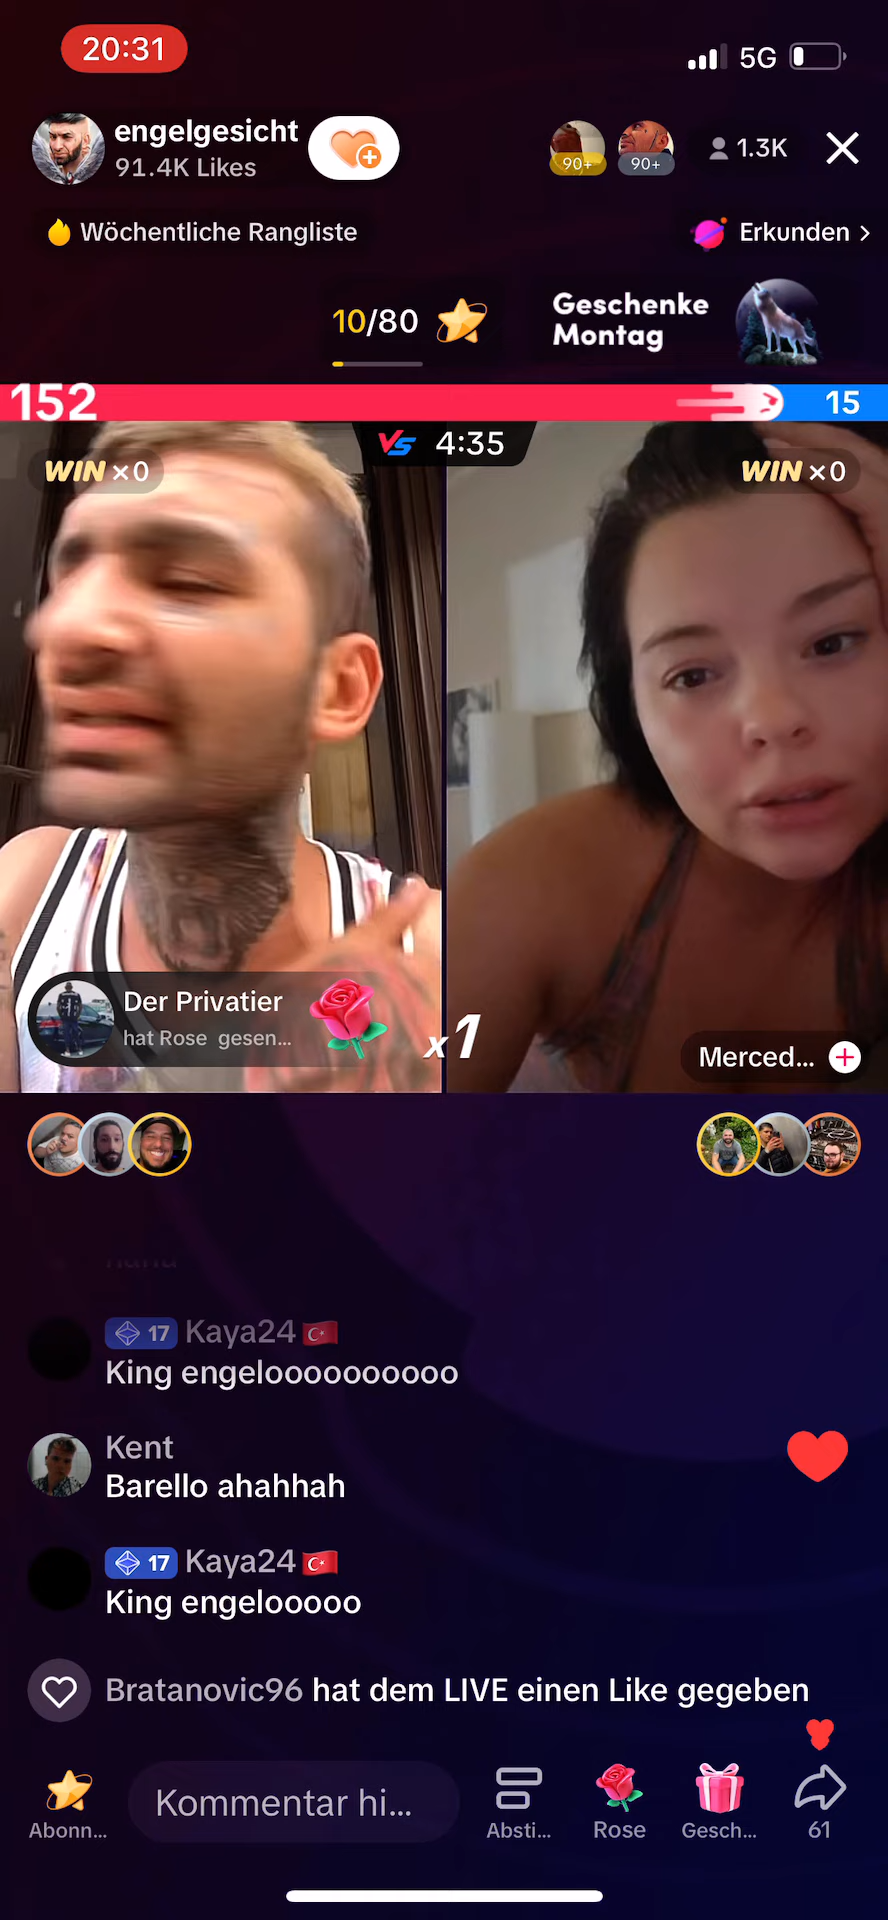 20:31
5G
engelgesicht
91.4K Likes
90+
90+
1.3K
Wöchentliche Rangliste
Erkunden >
10/80
Geschenke
Montag
152
15
VS 4:35
WIN ×0
WIN ×0
Der Privatier
hat Rose gesen...
x1
Merced...
17 Kaya24
King engeloooooooooo
Kent
Barello ahahhah
17 Kaya24
King engelooooo
Bratanovic96 hat dem LIVE einen Like gegeben
Kommentar hi...
Abonn...
Absti...
Rose
Gesch...
61